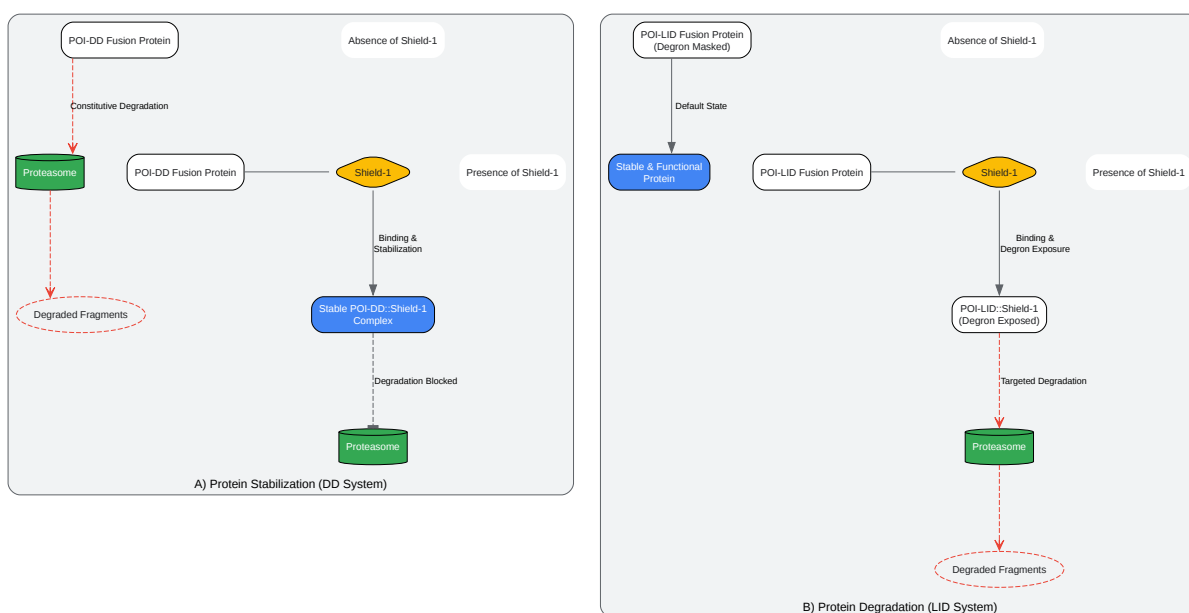 POI-DD Fusion Protein
Absence of Shield-1
Constitutive Degradation
Proteasome
POI-DD Fusion Protein
Shield-1
Presence of Shield-1
Binding &
Stabilization
Degraded Fragments
Stable POI-DD::Shield-1
Complex
Degradation Blocked
Proteasome
A) Protein Stabilization (DD System)
POI-LID Fusion Protein
(Degron Masked)
Absence of Shield-1
Default State
Stable & Functional
Protein
POI-LID Fusion Protein
Shield-1
Presence of Shield-1
Binding &
Degron Exposure
POI-LID::Shield-1
(Degron Exposed)
Targeted Degradation
Proteasome
Degraded Fragments
B) Protein Degradation (LID System)